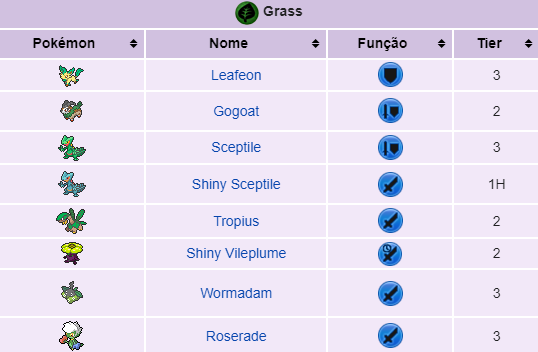 Grass
Pokémon Nome Função Tier
Leafeon 3
Gogoat 2
Sceptile 3
Shiny Sceptile 1H
Tropius 2
Shiny Vileplume 2
Wormadam 3
Roserade 3